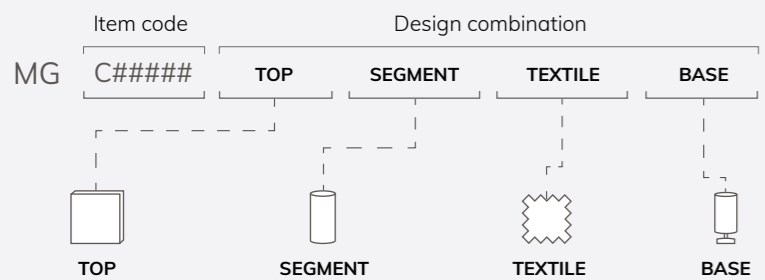 Item code Design combination
MG C##### TOP SEGMENT TEXTILE BASE
TOP SEGMENT TEXTILE BASE